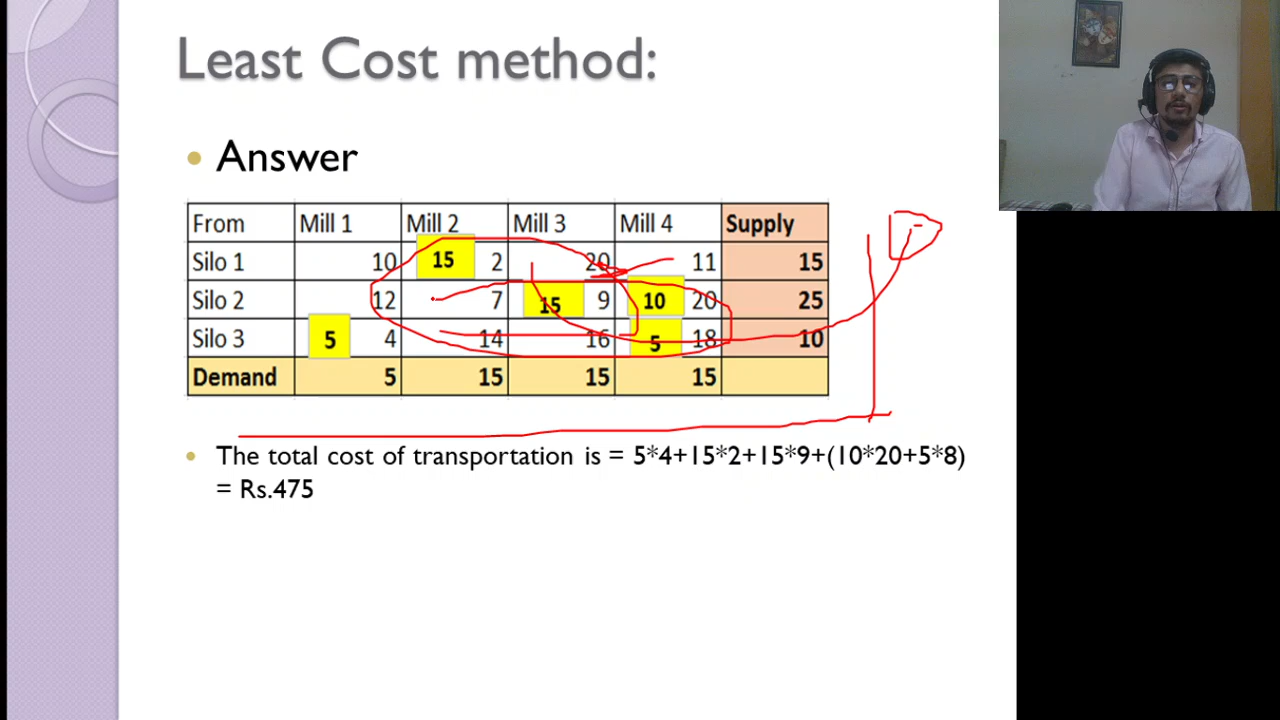 Least Cost method:
Answer
From Mill 1 Mill 2 Mill 3 Mill 4 Supply
Silo 1 10 15 2 20 11 15
Silo 2 12 7 15 9 10 20 25
Silo 3 5 4 14 16 5 18 10
Demand 5 15 15 15
The total cost of transportation is = 5*4+15*2+15*9+(10*20+5*8)
= Rs.475